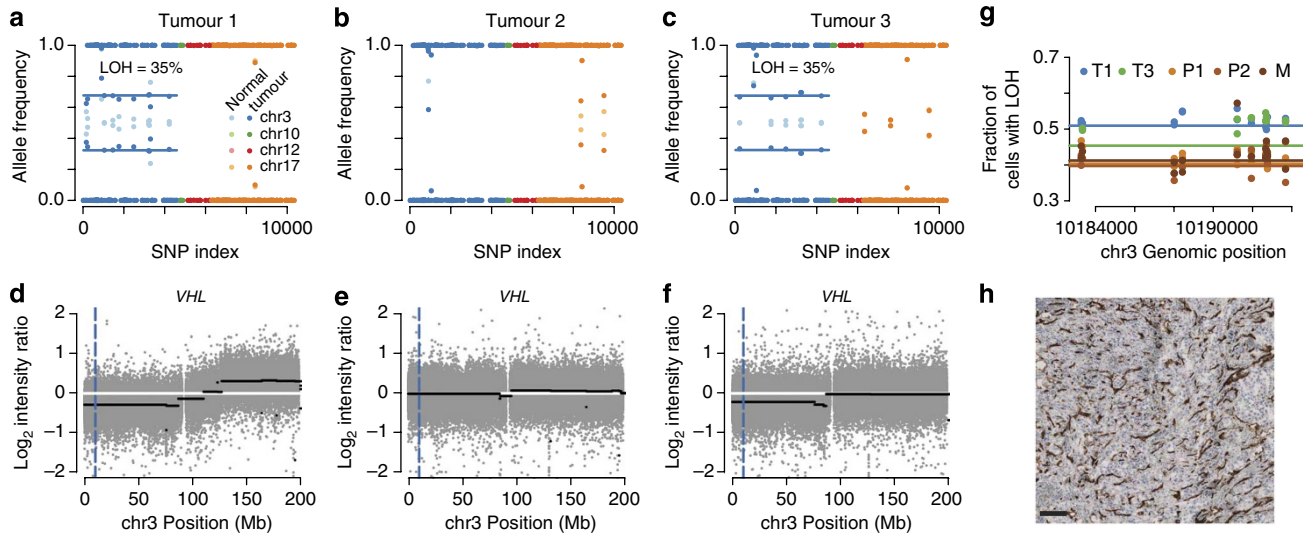 a
Tumour 1
Allele frequency
1.0
0.0
LOH = 35%
Normal
tumour
chr3
chr10
chr12
chr17
0
10000
SNP index
b
Tumour 2
Allele frequency
1.0
0.0
0
10000
SNP index
c
Tumour 3
Allele frequency
1.0
0.0
LOH = 35%
0
10000
SNP index
g
Fraction of
cells with LOH
0.7
0.5
0.3
T1 T3 P1 P2 M
10184000 10190000
chr3 Genomic position
d
VHL
Log2 intensity ratio
2
1
0
−1
−2
0 50 100 150 200
chr3 Position (Mb)
e
VHL
Log2 intensity ratio
2
1
0
−1
−2
0 50 100 150 200
chr3 Position (Mb)
f
VHL
Log2 intensity ratio
2
1
0
−1
−2
0 50 100 150 200
chr3 Position (Mb)
h